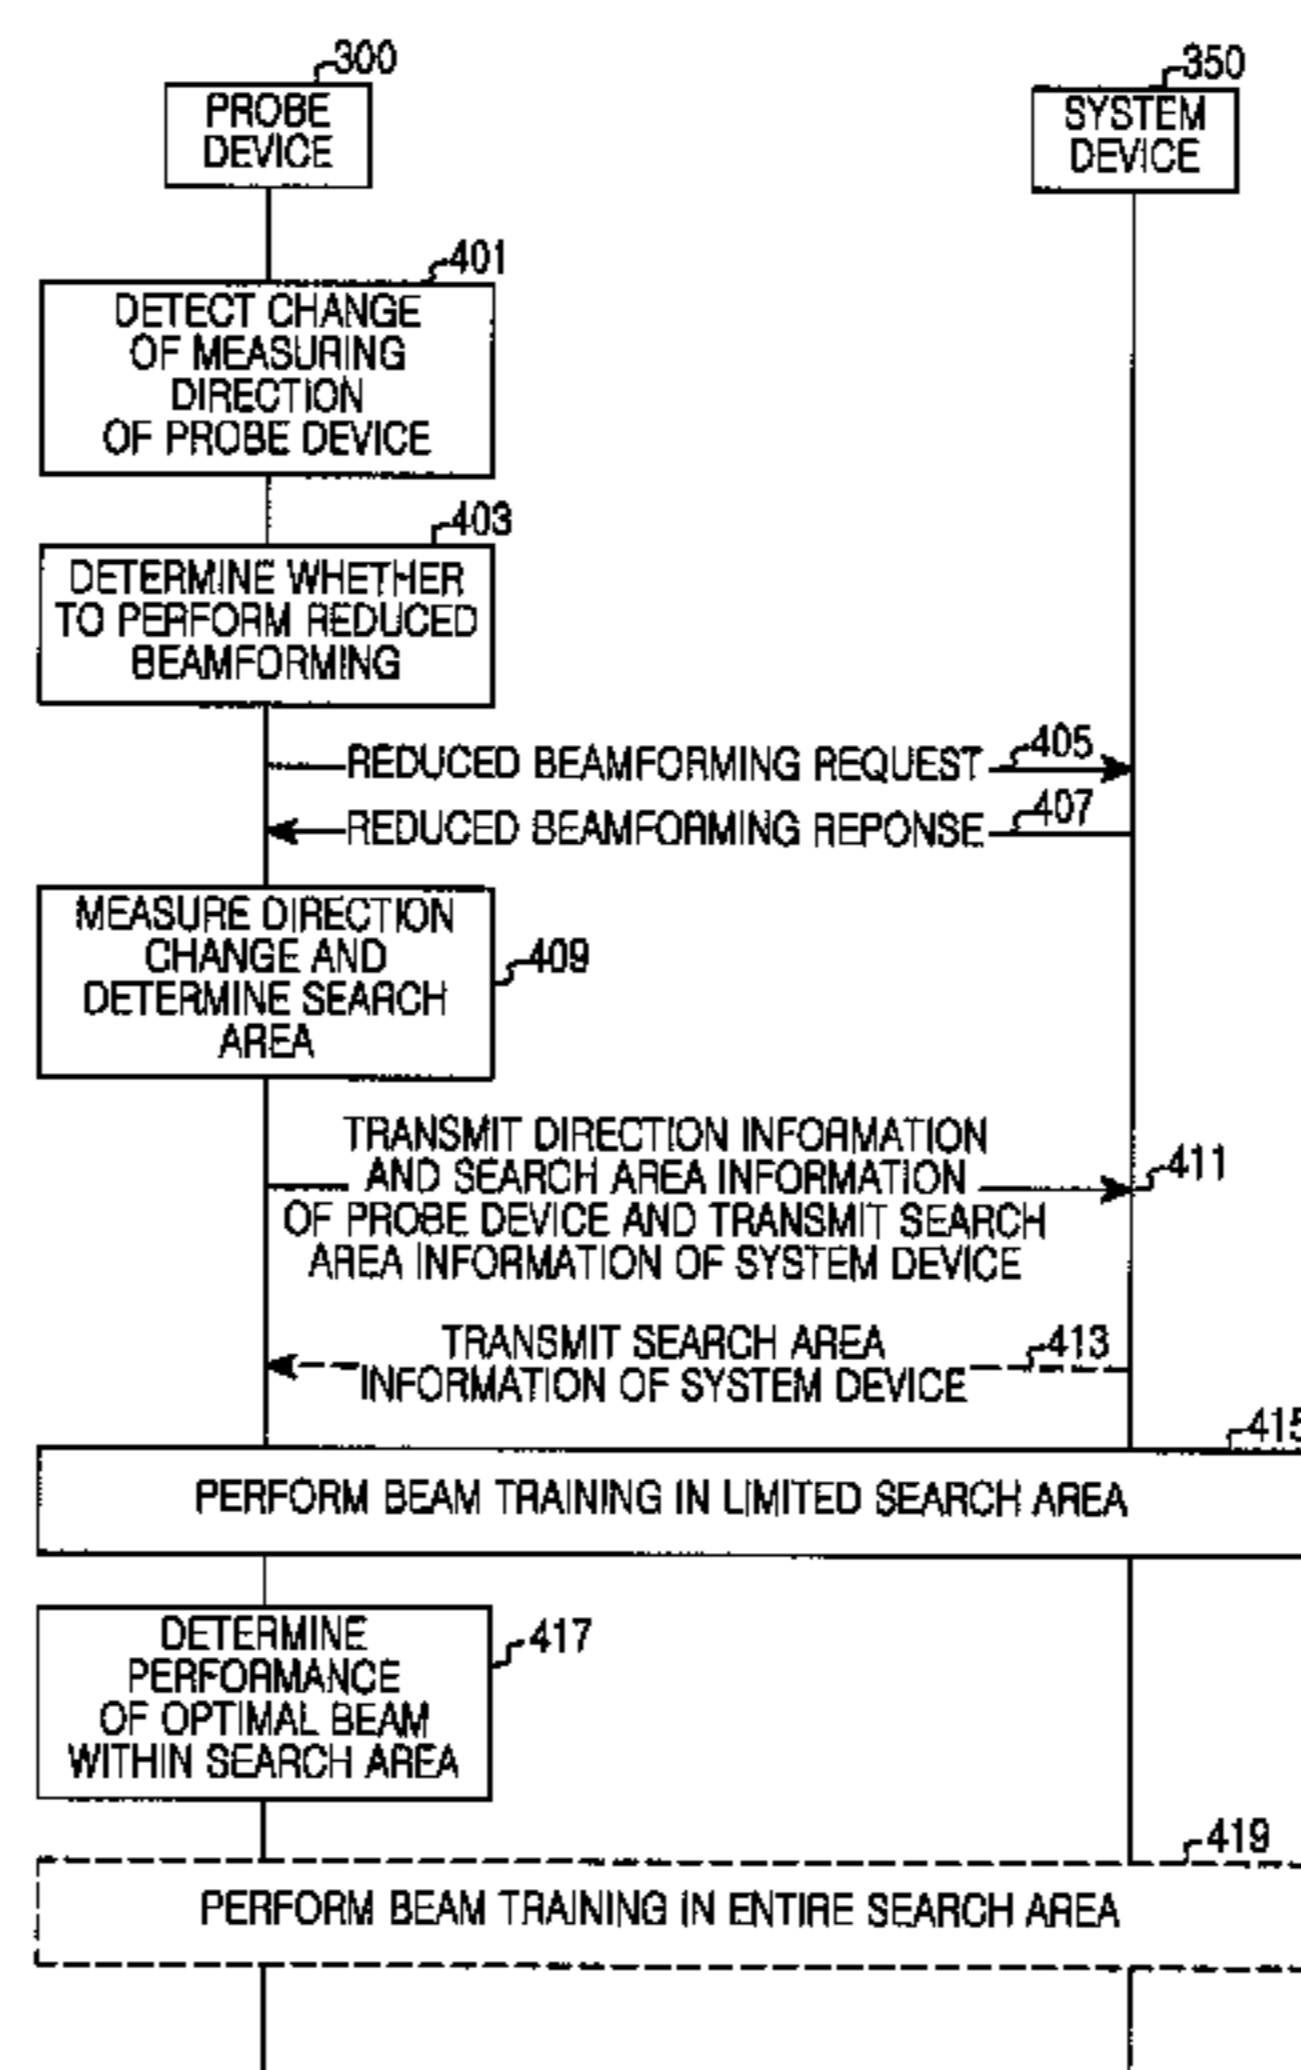 300
PROBE
DEVICE
350
SYSTEM
DEVICE
401
DETECT CHANGE
OF MEASURING
DIRECTION
OF PROBE DEVICE
403
DETERMINE WHETHER
TO PERFORM REDUCED
BEAMFORMING
REDUCED BEAMFORMING REQUEST
405
REDUCED BEAMFORMING REPONSE
407
MEASURE DIRECTION
CHANGE AND
DETERMINE SEARCH
AREA
409
TRANSMIT DIRECTION INFORMATION
AND SEARCH AREA INFORMATION
OF PROBE DEVICE AND TRANSMIT SEARCH
AREA INFORMATION OF SYSTEM DEVICE
411
TRANSMIT SEARCH AREA
INFORMATION OF SYSTEM DEVICE
413
415
PERFORM BEAM TRAINING IN LIMITED SEARCH AREA
DETERMINE
PERFORMANCE
OF OPTIMAL BEAM
WITHIN SEARCH AREA
417
419
PERFORM BEAM TRAINING IN ENTIRE SEARCH AREA